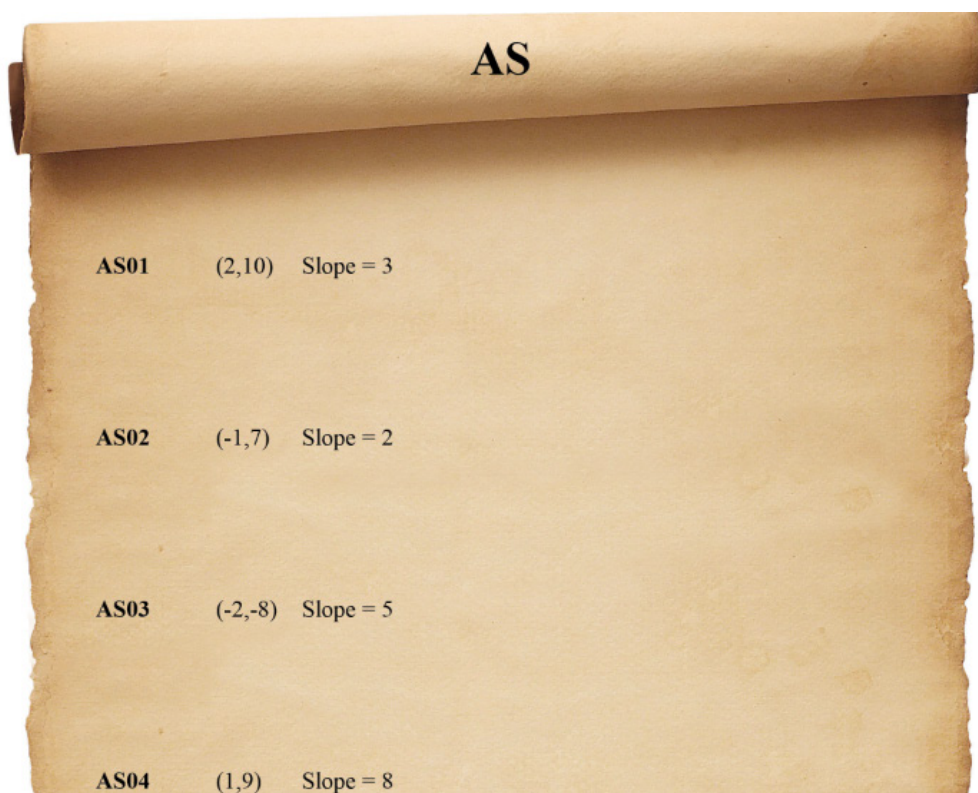 AS
AS01 (2,10) Slope = 3
AS02 (-1,7) Slope = 2
AS03 (-2,-8) Slope = 5
AS04 (1,9) Slope = 8